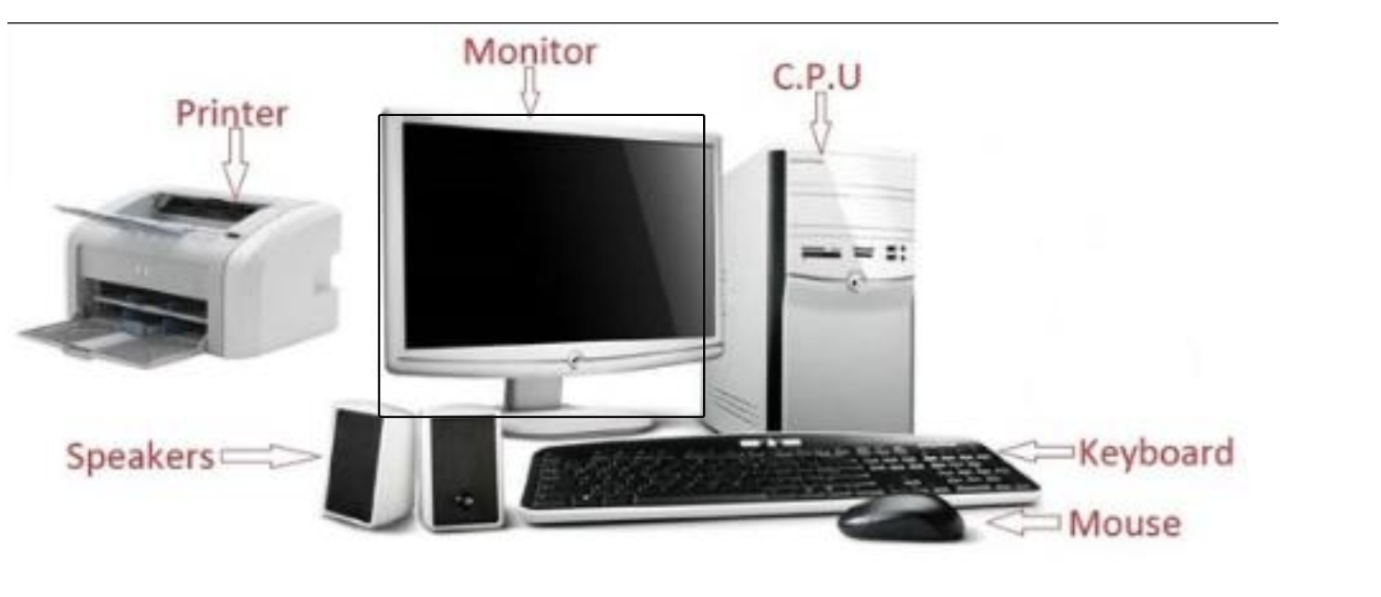 Monitor
C.P.U
Printer
Speakers
Keyboard
Mouse